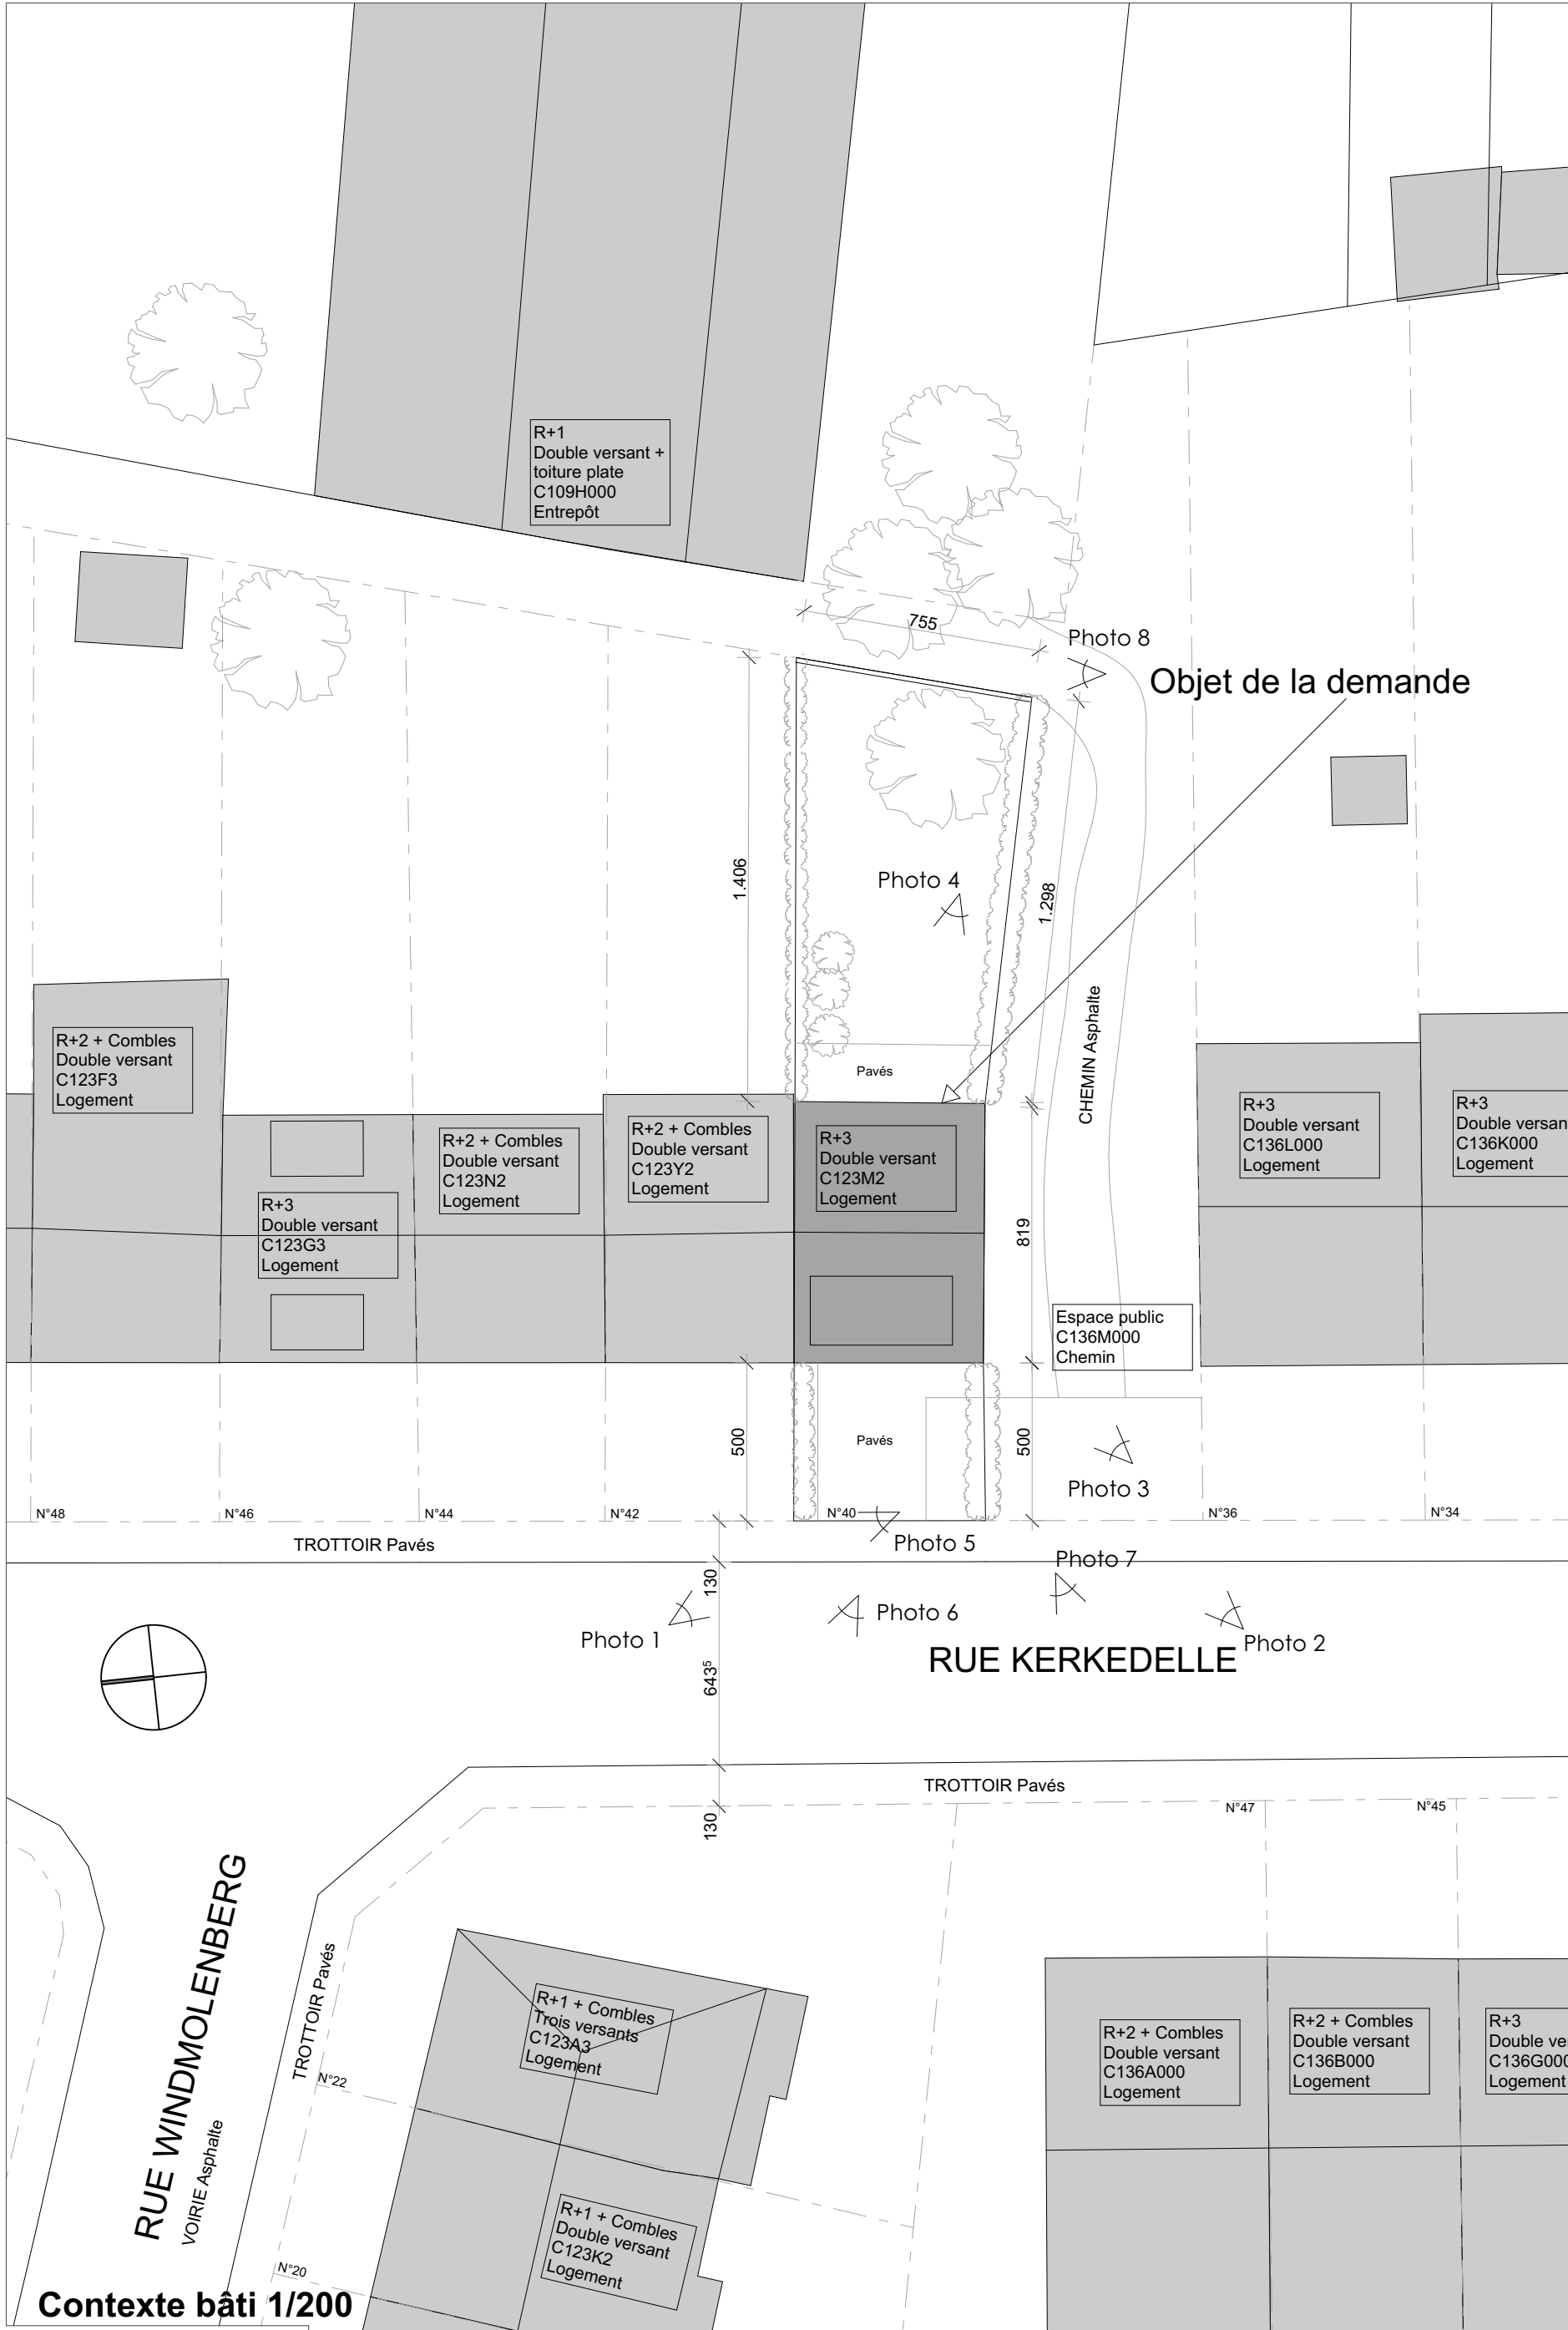 R+1
Double versant +
toiture plate
C109H000
Entrepôt
755
Photo 8
Objet de la demande
1.406
Photo 4
1.298
CHEMIN Asphalte
Pavés
R+2 + Combles
Double versant
C123F3
Logement
R+3
Double versant
C123G3
Logement
R+2 + Combles
Double versant
C123N2
Logement
R+2 + Combles
Double versant
C123Y2
Logement
R+3
Double versant
C123M2
Logement
819
R+3
Double versant
C136L000
Logement
R+3
Double versan
C136K000
Logement
Espace public
C136M000
Chemin
500
Pavés
500
Photo 3
N°48
N°46
N°44
N°42
N°40
N°36
N°34
TROTTOIR Pavés
Photo 5
Photo 7
130
Photo 1
Photo 6
Photo 2
643⁵
RUE KERKEDELLE
TROTTOIR Pavés
130
N°47
N°45
RUE WINDMOLENBERG
VOIRIE Asphalte
TROTTOIR Pavés
N°22
R+1 + Combles
Trois versants
C123A3
Logement
R+2 + Combles
Double versant
C136A000
Logement
R+2 + Combles
Double versant
C136B000
Logement
R+3
Double ve
C136G000
Logement
N°20
R+1 + Combles
Double versant
C123K2
Logement
Contexte bâti 1/200